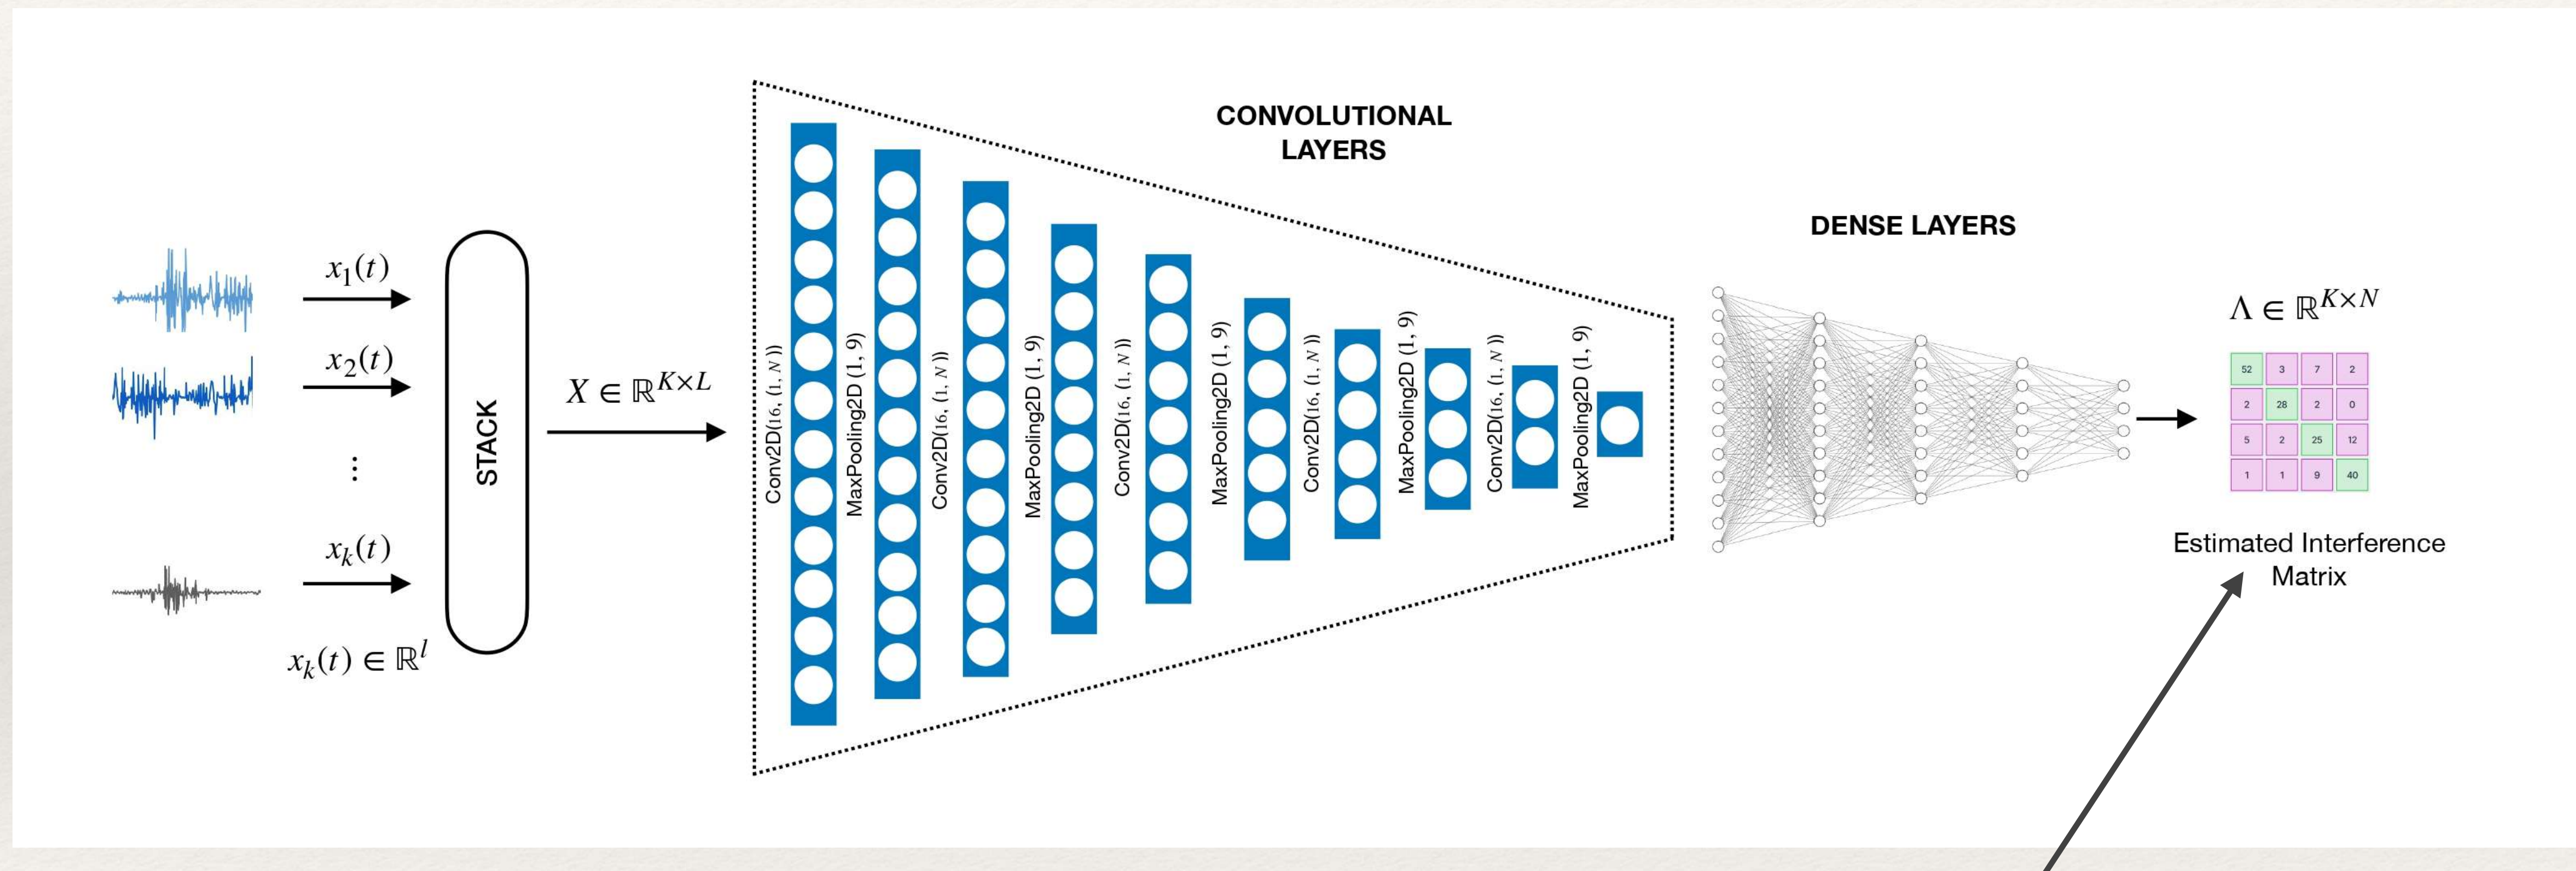 CONVOLUTIONAL
LAYERS
DENSE LAYERS
x₁(t)
x₂(t)
⋮
xₖ(t)
xₖ(t) ∈ ℝˡ
STACK
X ∈ ℝᴷˣᴸ
Conv2D(16, (1, N ))
MaxPooling2D (1, 9)
Conv2D(16, (1, N ))
MaxPooling2D (1, 9)
Conv2D(16, (1, N ))
MaxPooling2D (1, 9)
Conv2D(16, (1, N ))
MaxPooling2D (1, 9)
Conv2D(16, (1, N ))
MaxPooling2D (1, 9)
Λ ∈ ℝᴷˣᴺ
52 3 7 2
2 28 2 0
5 2 25 12
1 1 9 40
Estimated Interference
Matrix